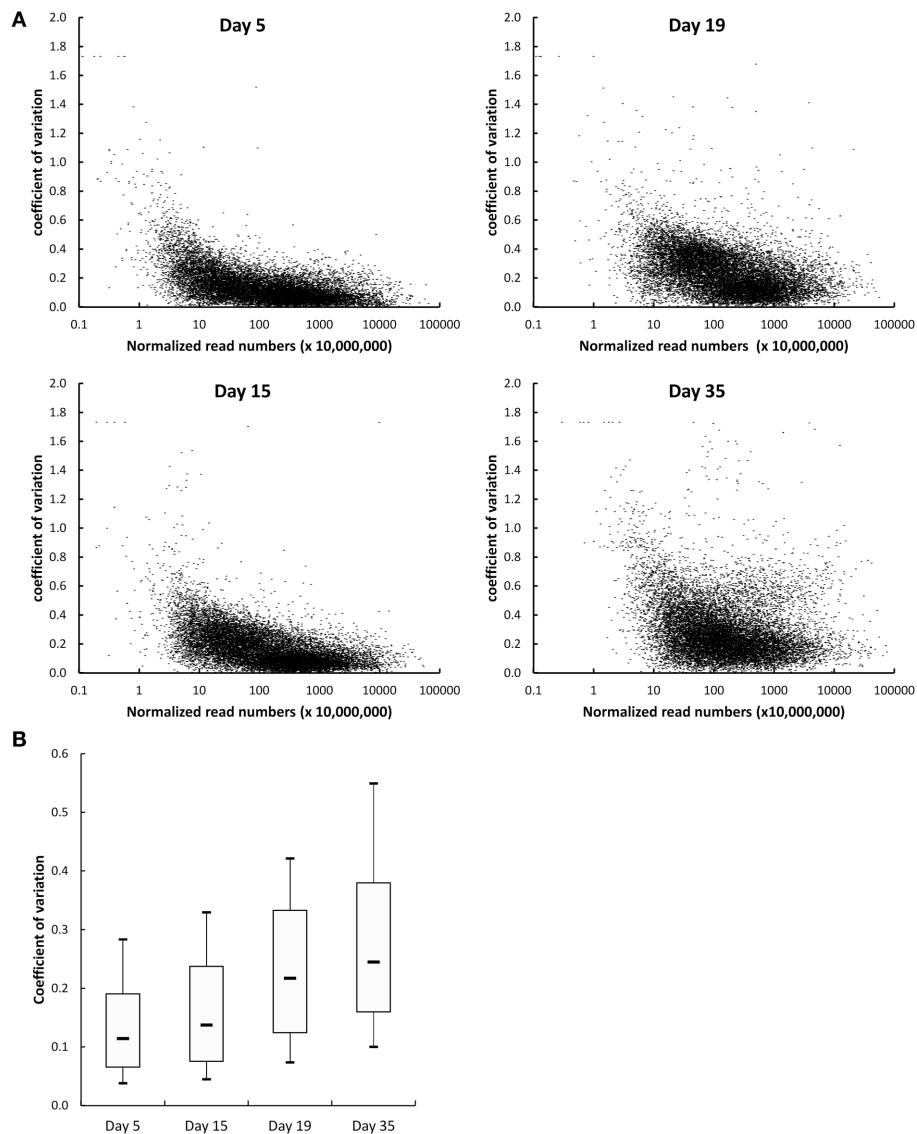 A
Day 5
2.0
1.8
1.6
1.4
1.2
1.0
0.8
0.6
0.4
0.2
0.0
coefficient of variation
0.1 1 10 100 1000 10000 100000
Normalized read numbers (x 10,000,000)
Day 19
2.0
1.8
1.6
1.4
1.2
1.0
0.8
0.6
0.4
0.2
0.0
coefficient of variation
0.1 1 10 100 1000 10000 100000
Normalized read numbers (x 10,000,000)
Day 15
2.0
1.8
1.6
1.4
1.2
1.0
0.8
0.6
0.4
0.2
0.0
coefficient of variation
0.1 1 10 100 1000 10000 100000
Normalized read numbers (x 10,000,000)
Day 35
2.0
1.8
1.6
1.4
1.2
1.0
0.8
0.6
0.4
0.2
0.0
coefficient of variation
0.1 1 10 100 1000 10000 100000
Normalized read numbers (x10,000,000)
B
0.6
0.5
0.4
0.3
0.2
0.1
0.0
Coefficient of variation
Day 5 Day 15 Day 19 Day 35